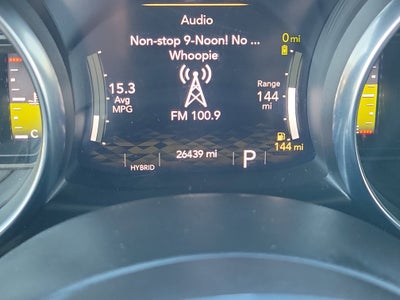 Audio
0 mi
Non-stop 9-Noon! No ...
Whoopie
15.3
Avg
MPG
Range
144
mi
FM 100.9
144 mi
HYBRID
26439 mi
P
C